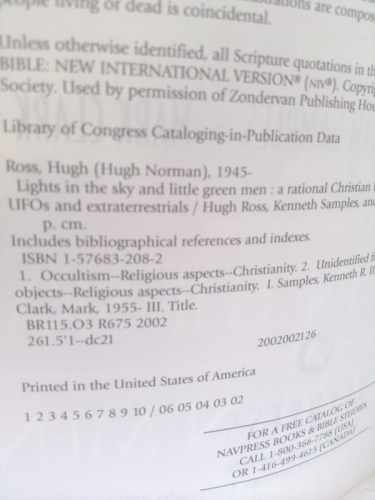 people living or dead is coincidental.
are compos
Unless otherwise identified, all Scripture quotations in th
BIBLE: NEW INTERNATIONAL VERSION® (NIV®). Copyrig
Society. Used by permission of Zondervan Publishing Hou
Library of Congress Cataloging-in-Publication Data
Ross, Hugh (Hugh Norman), 1945-
Lights in the sky and little green men : a rational Christian
UFOs and extraterrestrials / Hugh Ross, Kenneth Samples, and
p. cm.
Includes bibliographical references and indexes.
ISBN 1-57683-208-2
1. Occultism--Religious aspects--Christianity. 2. Unidentified fl
objects--Religious aspects--Christianity. I. Samples, Kenneth R. II.
Clark, Mark, 1955- III. Title.
BR115.O3 R675 2002
261.5'1--dc21
2002002126
Printed in the United States of America
1 2 3 4 5 6 7 8 9 10 / 06 05 04 03 02
FOR A FREE CATALOG OF
NAVPRESS BOOKS & BIBLE STUDIES
CALL 1-800-366-7788 (USA)
OR 1-416-499-4615 (CANADA)